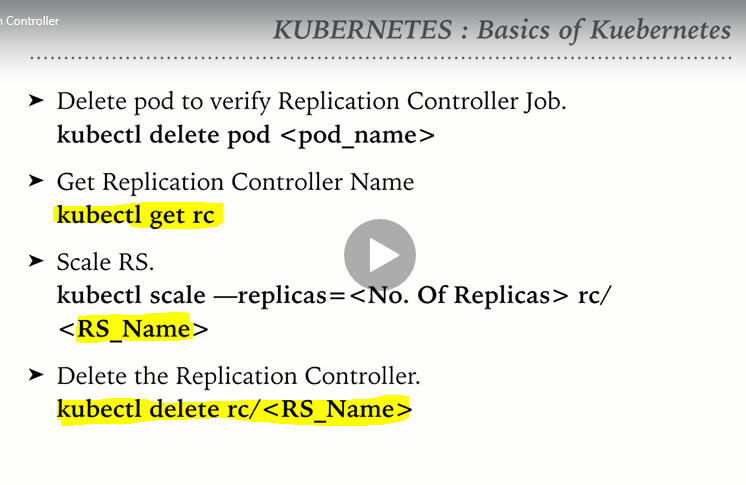 n Controller
KUBERNETES : Basics of Kuebernetes
➤ Delete pod to verify Replication Controller Job.
kubectl delete pod <pod_name>
➤ Get Replication Controller Name
kubectl get rc
➤ Scale RS.
kubectl scale —replicas=<No. Of Replicas> rc/
<RS_Name>
➤ Delete the Replication Controller.
kubectl delete rc/<RS_Name>